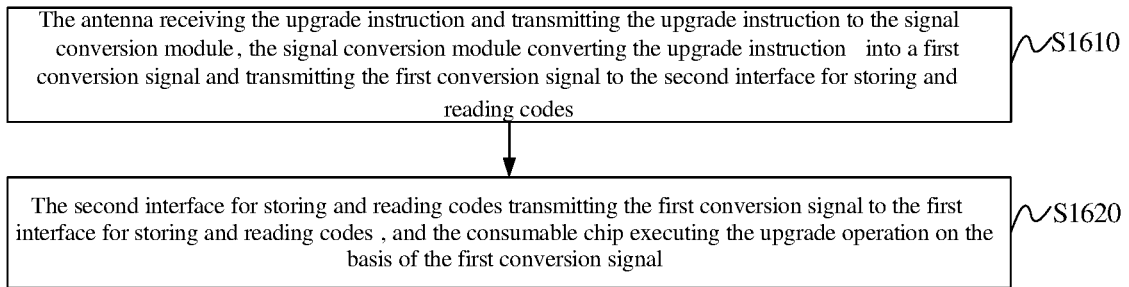 The antenna receiving the upgrade instruction and transmitting the upgrade instruction to the signal
conversion module, the signal conversion module converting the upgrade instruction into a first
conversion signal and transmitting the first conversion signal to the second interface for storing and
reading codes
S1610
The second interface for storing and reading codes transmitting the first conversion signal to the first
interface for storing and reading codes , and the consumable chip executing the upgrade operation on the
basis of the first conversion signal
S1620